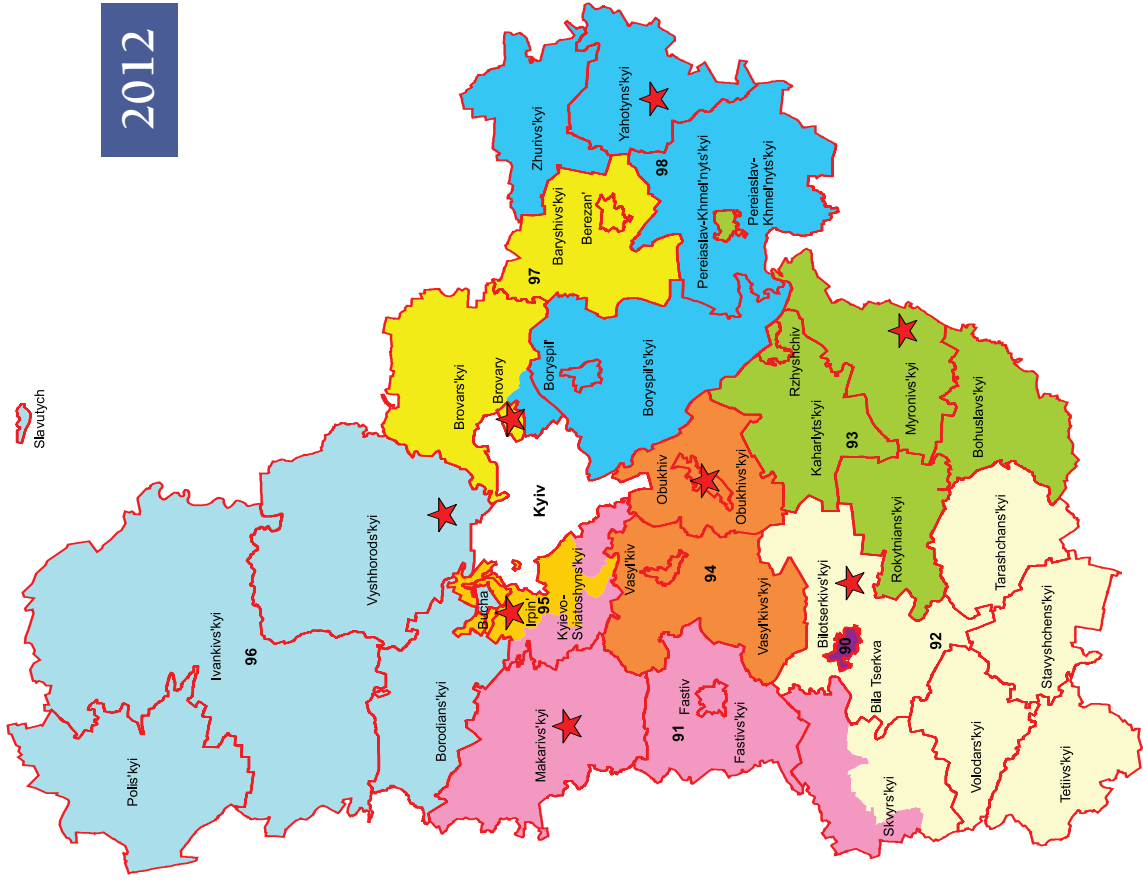 2012
Slavutych
Polis'kyi
Ivankivs'kyi
96
Vyshhorods'kyi
Borodians'kyi
Bucha
Irpin'
95
Kyievo-
Sviatoshyns'kyi
Kyiv
Brovars'kyi
Brovary
97
Baryshivs'kyi
Berezan'
Zhurivs'kyi
Yahotyns'kyi
98
Pereiaslav-Khmel'nyts'kyi
Pereiaslav-
Khmel'nyts'kyi
Boryspil'
Boryspil's'kyi
Makarivs'kyi
91
Fastiv
Fastivs'kyi
Vasyl'kiv
94
Vasyl'kivs'kyi
Obukhiv
Obukhivs'kyi
Rzhyshchiv
Kaharlyts'kyi
93
Myronivs'kyi
Bohuslavs'kyi
Rokytnians'kyi
Bilotserkivs'kyi
90
Bila Tserkva
92
Tarashchans'kyi
Stavyshchens'kyi
Skvyrs'kyi
Volodars'kyi
Tetiivs'kyi